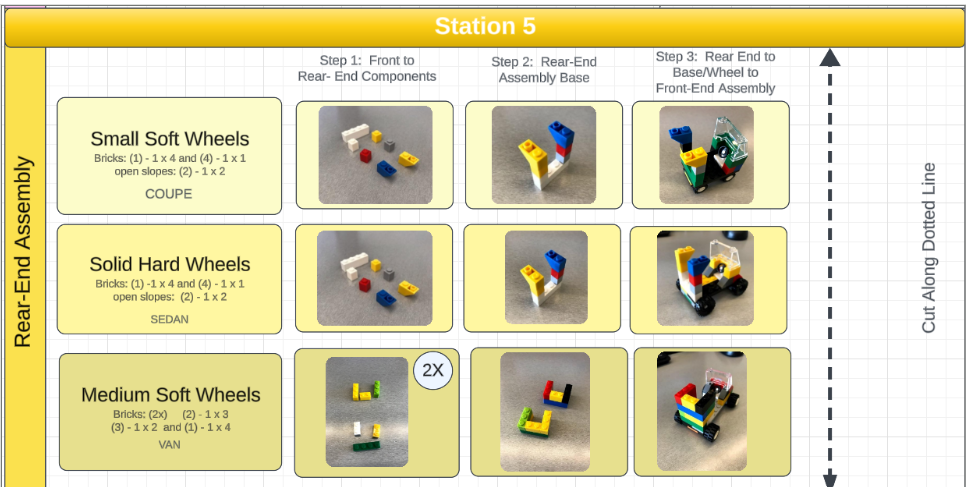 Station 5
Step 1: Front to
Rear- End Components
Step 2: Rear-End
Assembly Base
Step 3: Rear End to
Base/Wheel to
Front-End Assembly
Rear-End Assembly
Small Soft Wheels
Bricks: (1) - 1 x 4 and (4) - 1 x 1
open slopes: (2) - 1 x 2
COUPE
Solid Hard Wheels
Bricks: (1) -1 x 4 and (4) - 1 x 1
open slopes: (2) - 1 x 2
SEDAN
Medium Soft Wheels
Bricks: (2x) (2) - 1 x 3
(3) - 1 x 2 and (1) - 1 x 4
VAN
2X
Cut Along Dotted Line